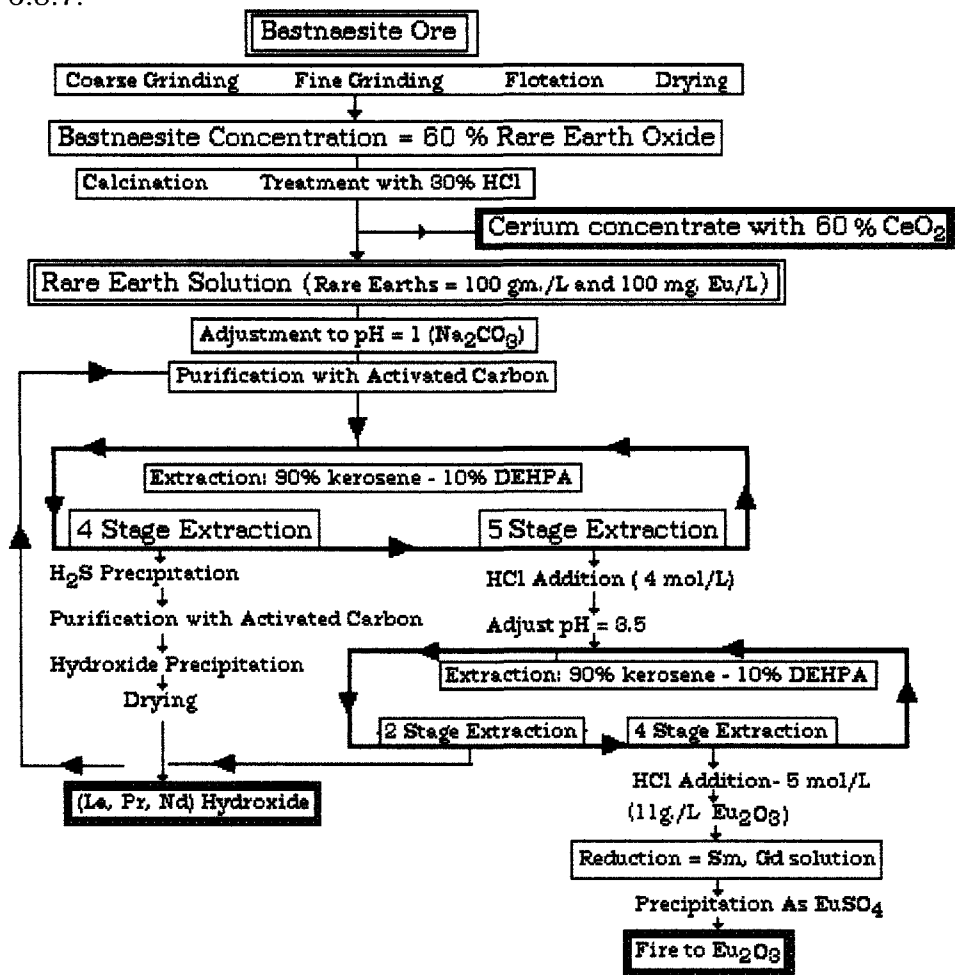 Bastnaesite Ore
Coarse Grinding Fine Grinding Flotation Drying
Bastnaesite Concentration = 60 % Rare Earth Oxide
Calcination Treatment with 30% HCl
Cerium concentrate with 60 % CeO₂
Rare Earth Solution (Rare Earths = 100 gm./L and 100 mg. Eu/L)
Adjustment to pH = 1 (Na₂CO₃)
Purification with Activated Carbon
Extraction: 90% kerosene - 10% DEHPA
4 Stage Extraction
5 Stage Extraction
H₂S Precipitation
HCl Addition ( 4 mol/L)
Purification with Activated Carbon
Adjust pH = 3.5
Hydroxide Precipitation
Extraction: 90% kerosene - 10% DEHPA
Drying
2 Stage Extraction
4 Stage Extraction
(La, Pr, Nd) Hydroxide
HCl Addition- 5 mol/L
(11g./L Eu₂O₃)
Reduction = Sm, Gd solution
Precipitation As EuSO₄
Fire to Eu₂O₃